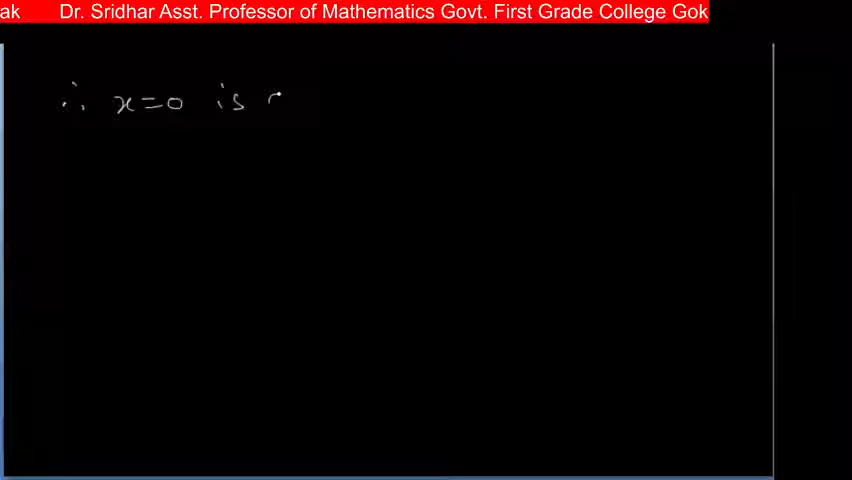 ak Dr. Sridhar Asst. Professor of Mathematics Govt. First Grade College Gok
∴ x=0 is